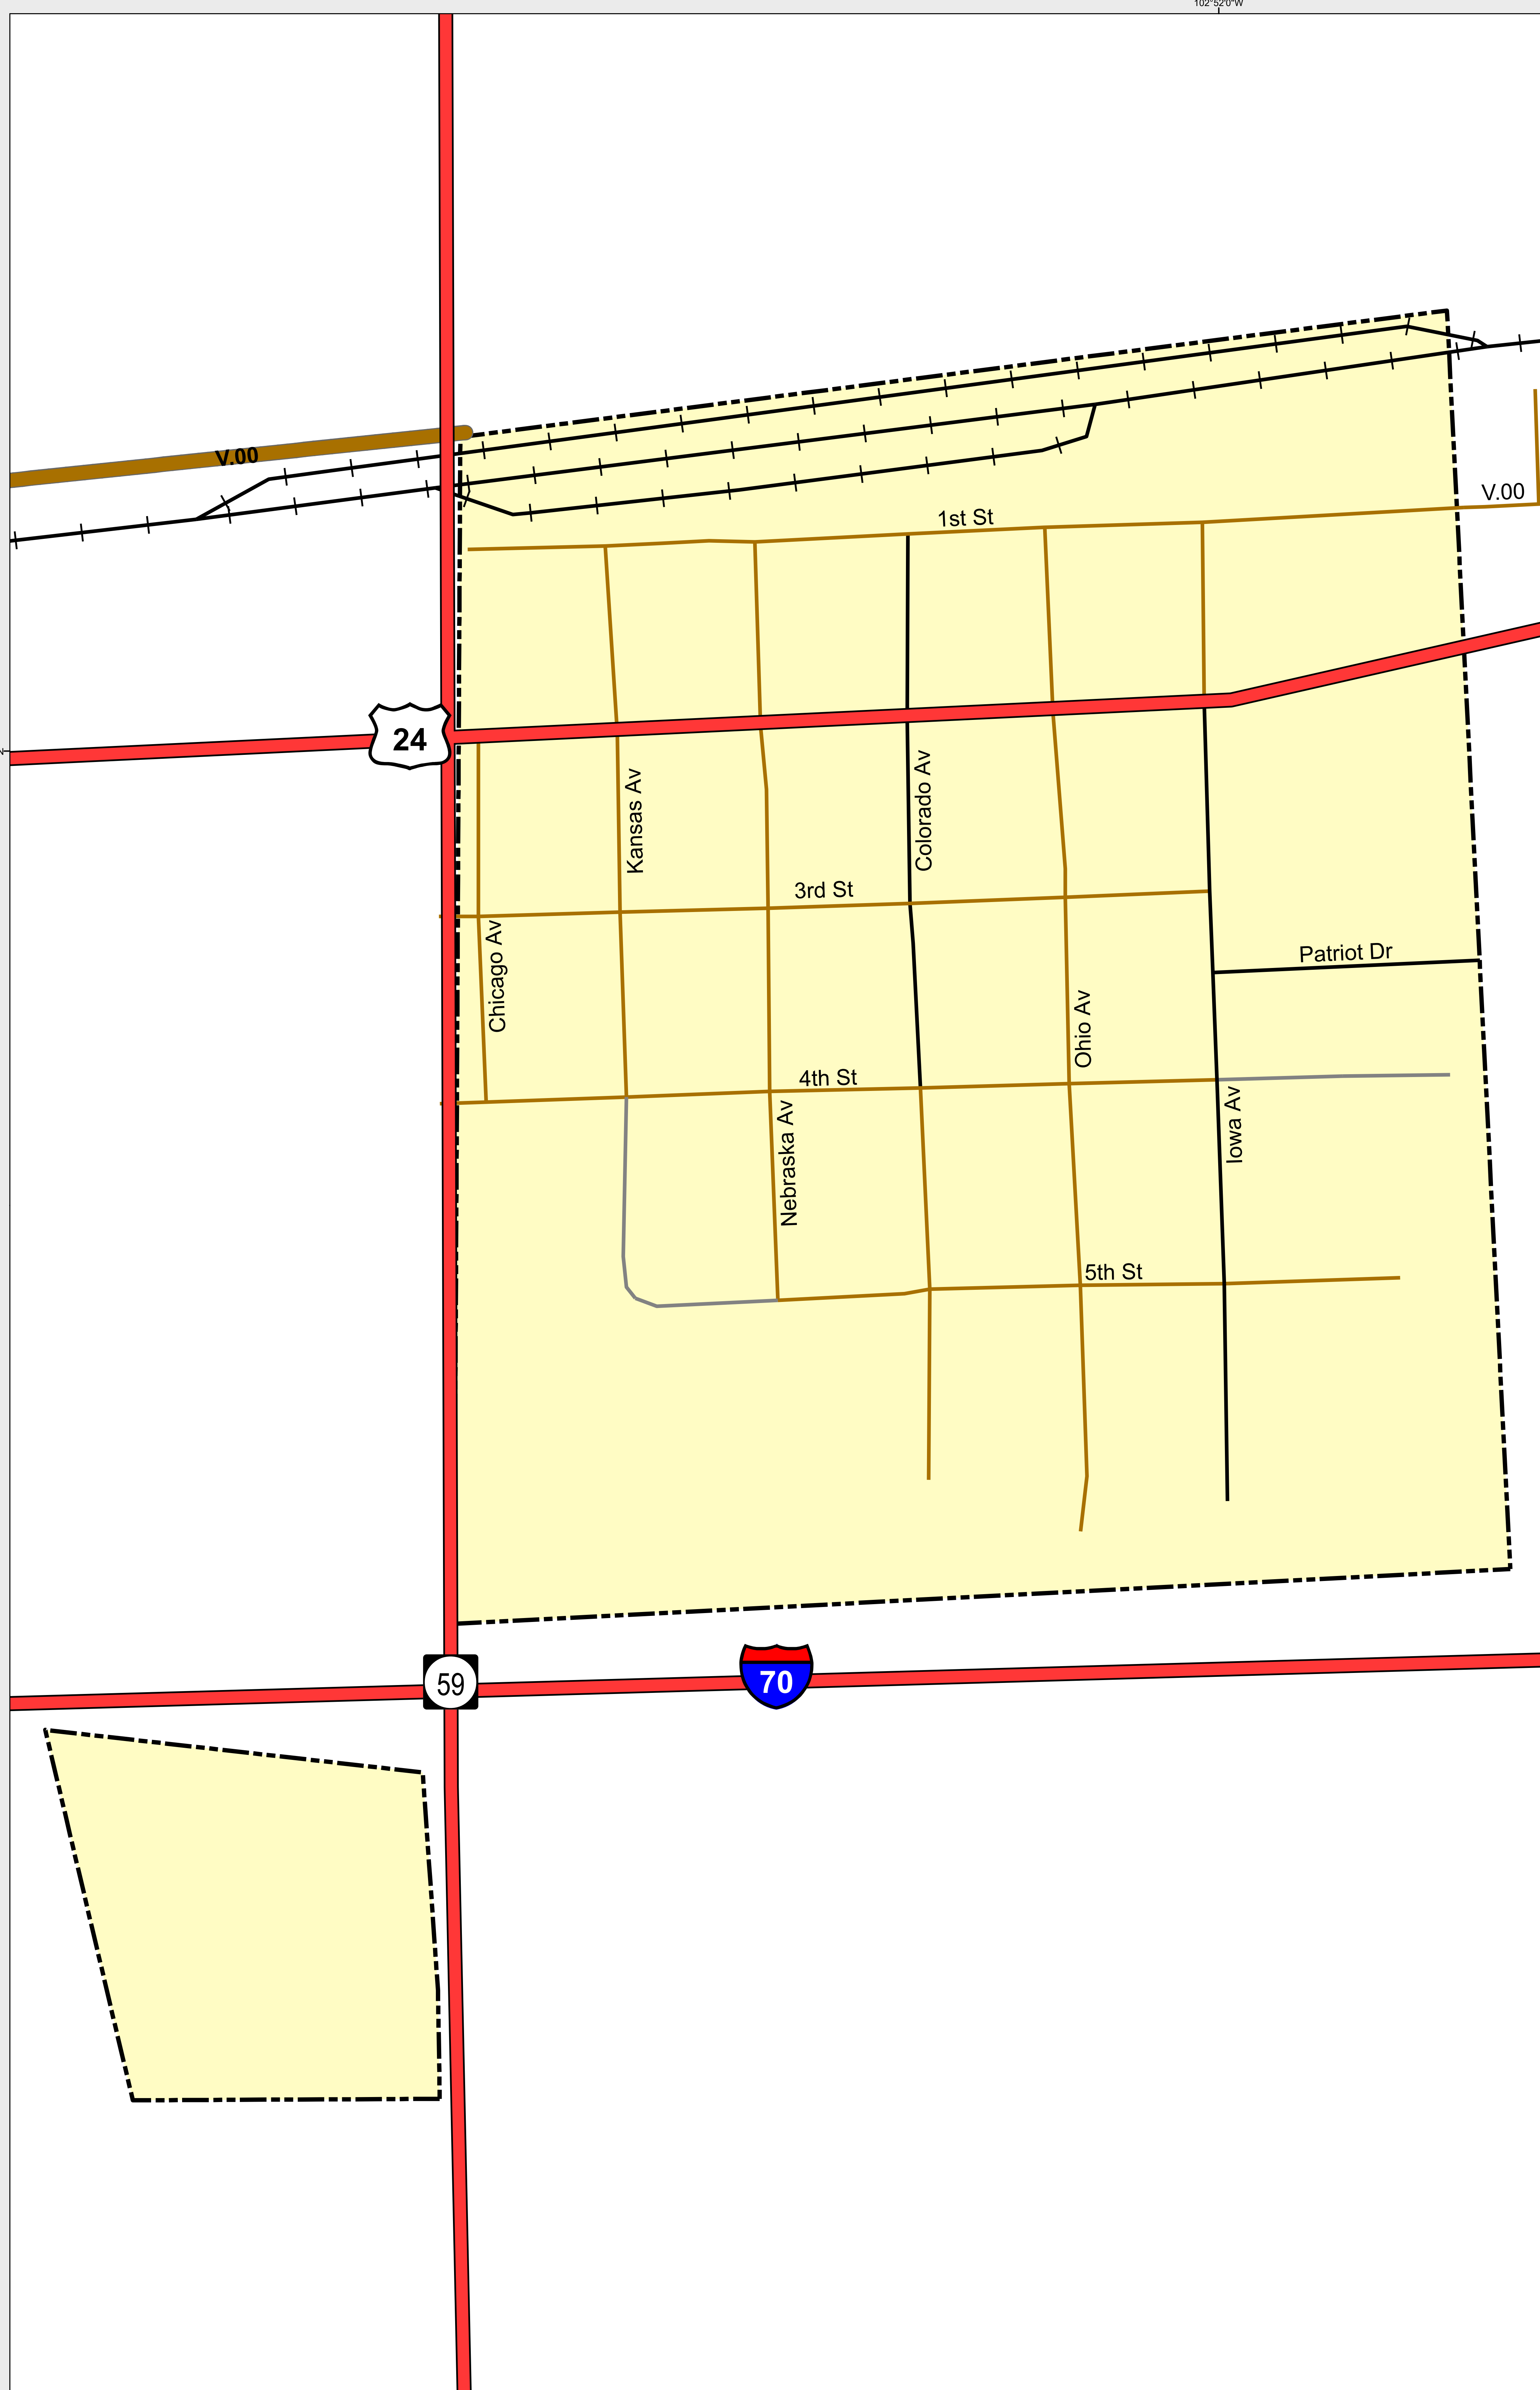 102°52'0"W
V.00
V.00
1st St
24
N
Kansas Av
Colorado Av
3rd St
Chicago Av
Patriot Dr
Ohio Av
4th St
Nebraska Av
Iowa Av
5th St
59
70